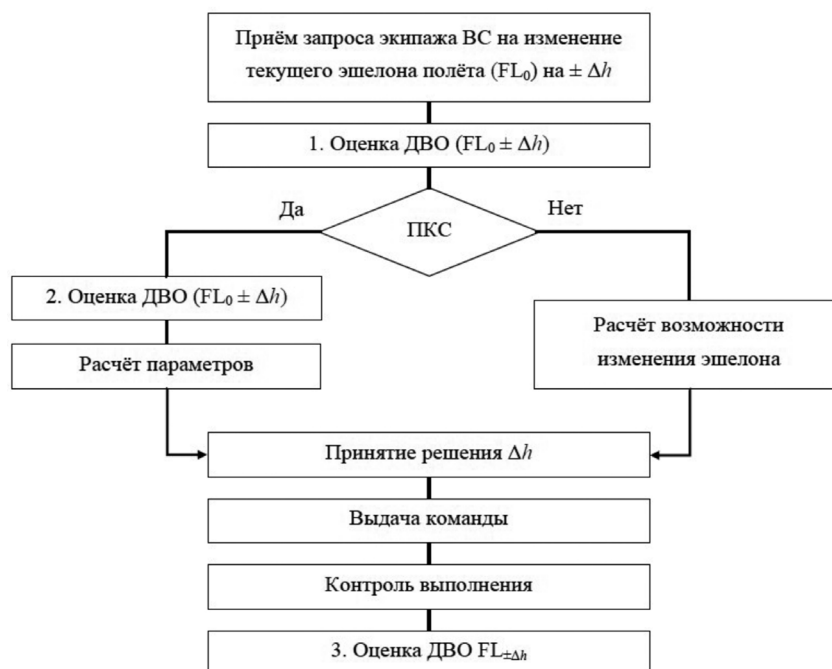 Приём запроса экипажа ВС на изменение
текущего эшелона полёта (FL₀) на ± Δh
1. Оценка ДВО (FL₀ ± Δh)
Да
ПКС
Нет
2. Оценка ДВО (FL₀ ± Δh)
Расчёт параметров
Расчёт возможности
изменения эшелона
Принятие решения Δh
Выдача команды
Контроль выполнения
3. Оценка ДВО FL±Δh